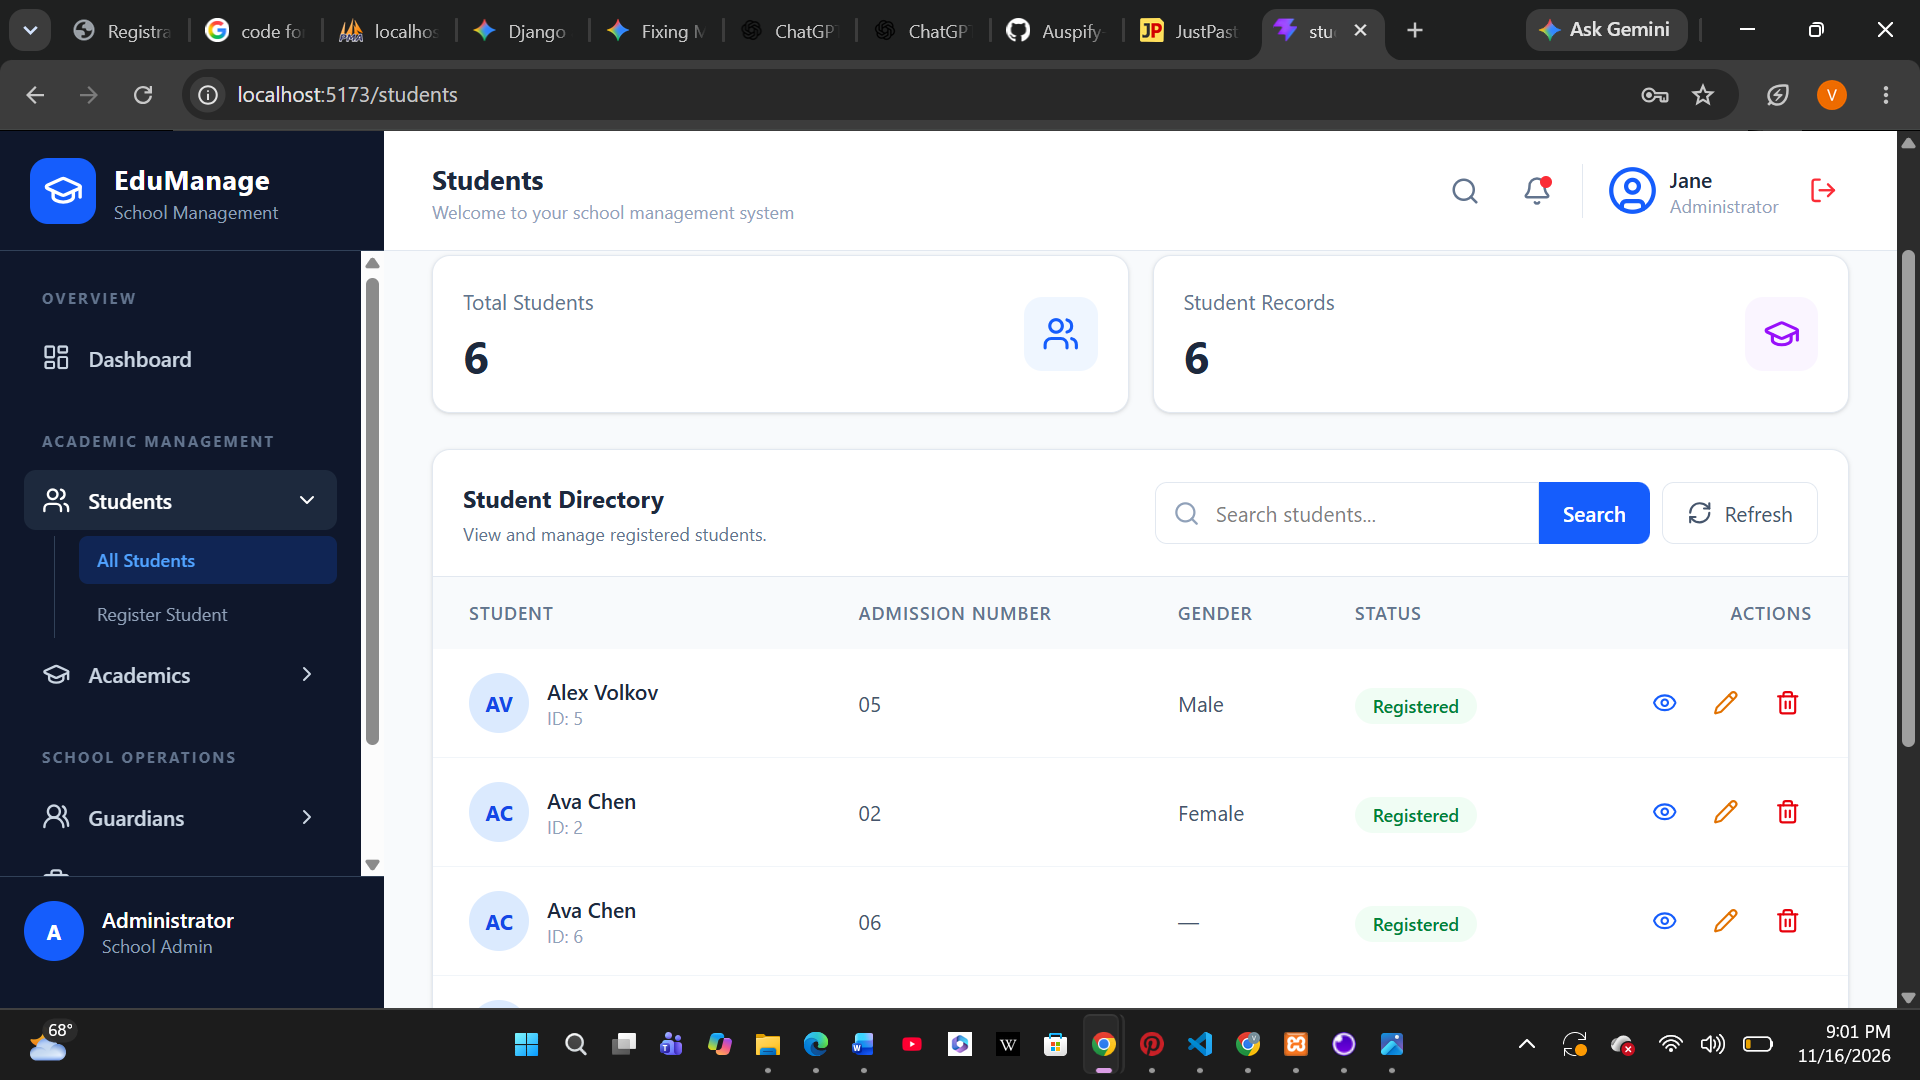 Registra
code fo
localhos
Django
Fixing M
ChatGP
ChatGP
Auspify-
JustPast
stu
Ask Gemini
localhost:5173/students
V
EduManage
School Management
Students
Welcome to your school management system
Jane
Administrator
OVERVIEW
Dashboard
ACADEMIC MANAGEMENT
Students
All Students
Register Student
Academics
SCHOOL OPERATIONS
Guardians
A
Administrator
School Admin
Total Students
6
Student Records
6
Student Directory
View and manage registered students.
Search students...
Search
Refresh
STUDENT ADMISSION NUMBER GENDER STATUS ACTIONS
AV Alex Volkov 05 Male Registered
ID: 5
AC Ava Chen 02 Female Registered
ID: 2
AC Ava Chen 06 — Registered
ID: 6
68°
9:01 PM
11/16/2026